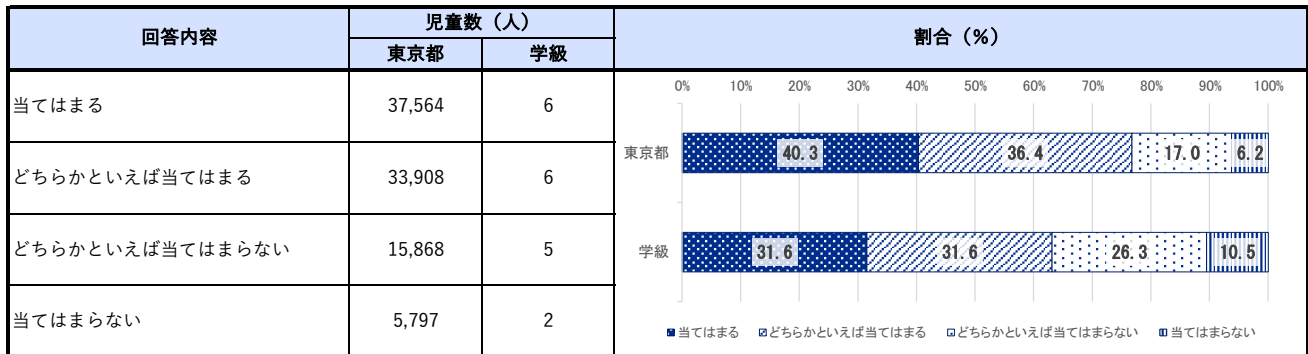 回答内容
児童数（人）
割合（%）
東京都
学級
当てはまる
37,564
6
どちらかといえば当てはまる
33,908
6
どちらかといえば当てはまらない
15,868
5
当てはまらない
5,797
2
0% 10% 20% 30% 40% 50% 60% 70% 80% 90% 100%
東京都 40.3 36.4 17.0 6.2
学級 31.6 31.6 26.3 10.5
当てはまる どちらかといえば当てはまる どちらかといえば当てはまらない 当てはまらない